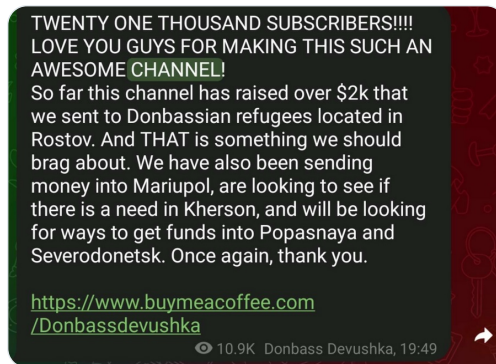 TWENTY ONE THOUSAND SUBSCRIBERS!!!!
LOVE YOU GUYS FOR MAKING THIS SUCH AN
AWESOME CHANNEL!
So far this channel has raised over $2k that
we sent to Donbassian refugees located in
Rostov. And THAT is something we should
brag about. We have also been sending
money into Mariupol, are looking to see if
there is a need in Kherson, and will be looking
for ways to get funds into Popasnaya and
Severodonetsk. Once again, thank you.
https://www.buymeacoffee.com
/Donbassdevushka
10.9K Donbass Devushka, 19:49